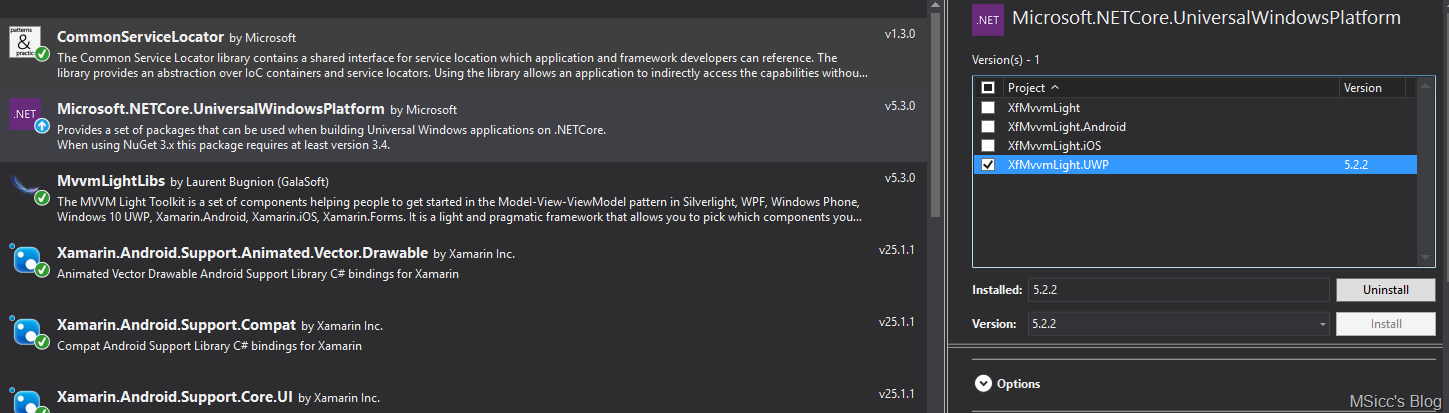 patterns
&
practic
CommonServiceLocator by Microsoft
v1.3.0
The Common Service Locator library contains a shared interface for service location which application and framework developers can reference. The
library provides an abstraction over IoC containers and service locators. Using the library allows an application to indirectly access the capabilities withou...
.NET
Microsoft.NETCore.UniversalWindowsPlatform by Microsoft
v5.3.0
Provides a set of packages that can be used when building Universal Windows applications on .NETCore.
When using NuGet 3.x this package requires at least version 3.4.
MvvmLightLibs by Laurent Bugnion (GalaSoft)
v5.3.0
The MVVM Light Toolkit is a set of components helping people to get started in the Model-View-ViewModel pattern in Silverlight, WPF, Windows Phone,
Windows 10 UWP, Xamarin.Android, Xamarin.iOS, Xamarin.Forms. It is a light and pragmatic framework that allows you to pick which components you...
Xamarin.Android.Support.Animated.Vector.Drawable by Xamarin Inc.
v25.1.1
Animated Vector Drawable Android Support Library C# bindings for Xamarin
Xamarin.Android.Support.Compat by Xamarin Inc.
v25.1.1
Compat Android Support Library C# bindings for Xamarin
Xamarin.Android.Support.Core.UI by Xamarin Inc.
v25.1.1
.NET
Microsoft.NETCore.UniversalWindowsPlatform
Version(s) - 1
Project Version
XfMvvmLight
XfMvvmLight.Android
XfMvvmLight.iOS
XfMvvmLight.UWP 5.2.2
Installed: 5.2.2 Uninstall
Version: 5.2.2 Install
Options
MSicc's Blog